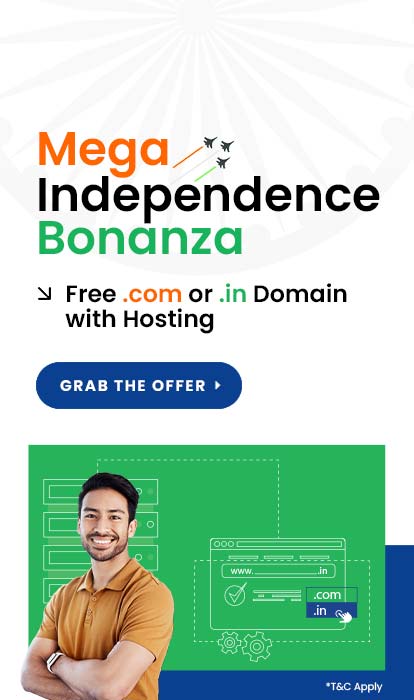 Mega
Independence
Bonanza
Free .com or .in Domain
with Hosting
GRAB THE OFFER
www. .in
.com
.in
*T&C Apply